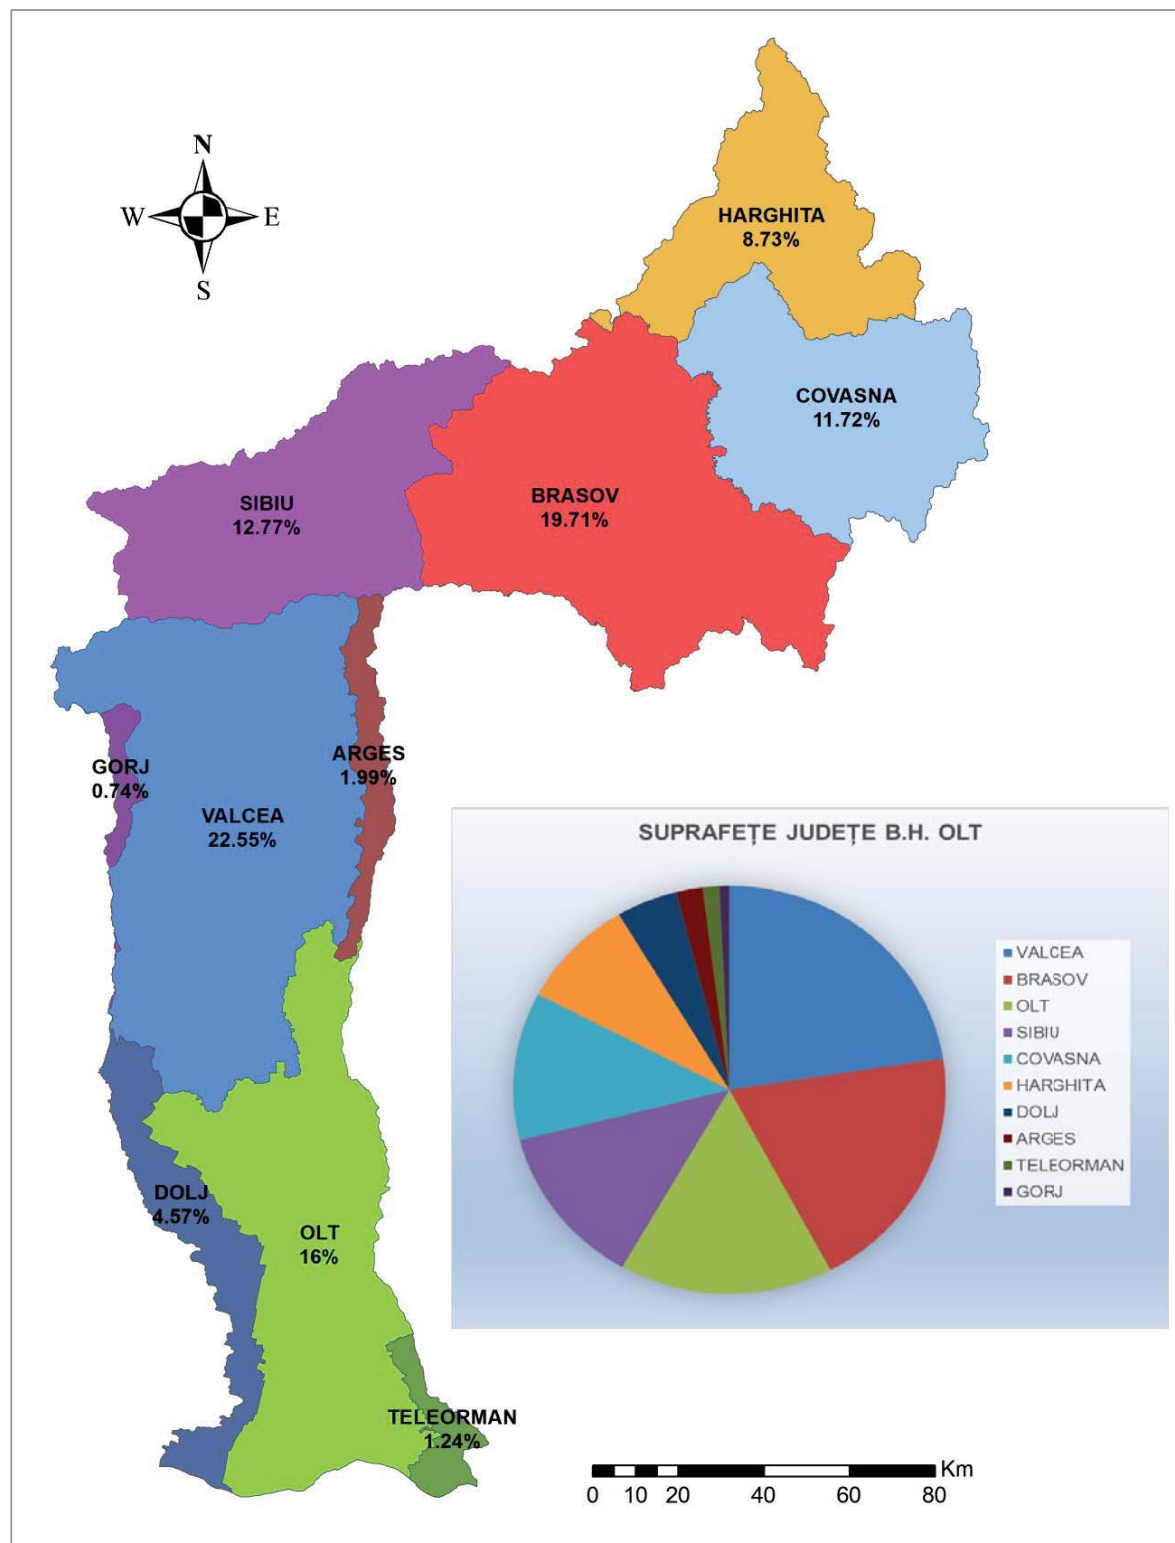 N
W E
S
HARGHITA
8.73%
COVASNA
11.72%
BRASOV
19.71%
SIBIU
12.77%
ARGES
1.99%
GORJ
0.74%
VALCEA
22.55%
SUPRAFEȚE JUDEȚE B.H. OLT
VALCEA
BRASOV
OLT
SIBIU
COVASNA
HARGHITA
DOLJ
ARGES
TELEORMAN
GORJ
DOLJ
4.57%
OLT
16%
TELEORMAN
1.24%
Km
0 10 20 40 60 80